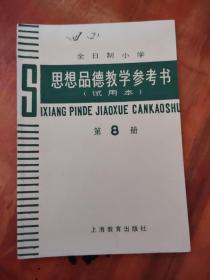 全日制小学
思想品德教学参考书
(试用本)
SIXIANG PINDE JIAOXUE CANKAOSHU
第8册
上海教育出版社